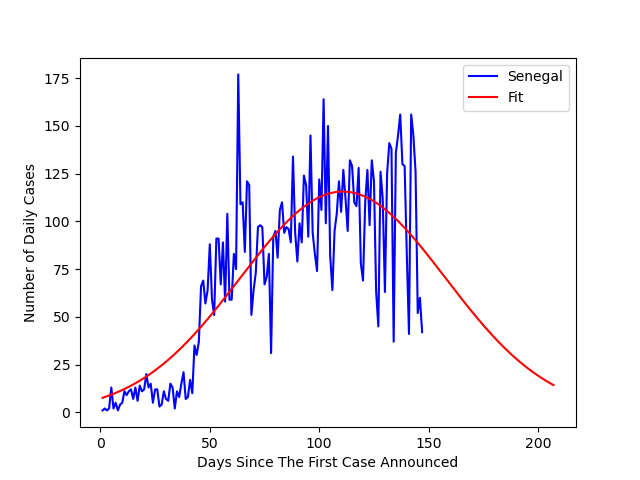 Senegal
Fit
175
150
125
100
75
50
25
0
Number of Daily Cases
0 50 100 150 200
Days Since The First Case Announced